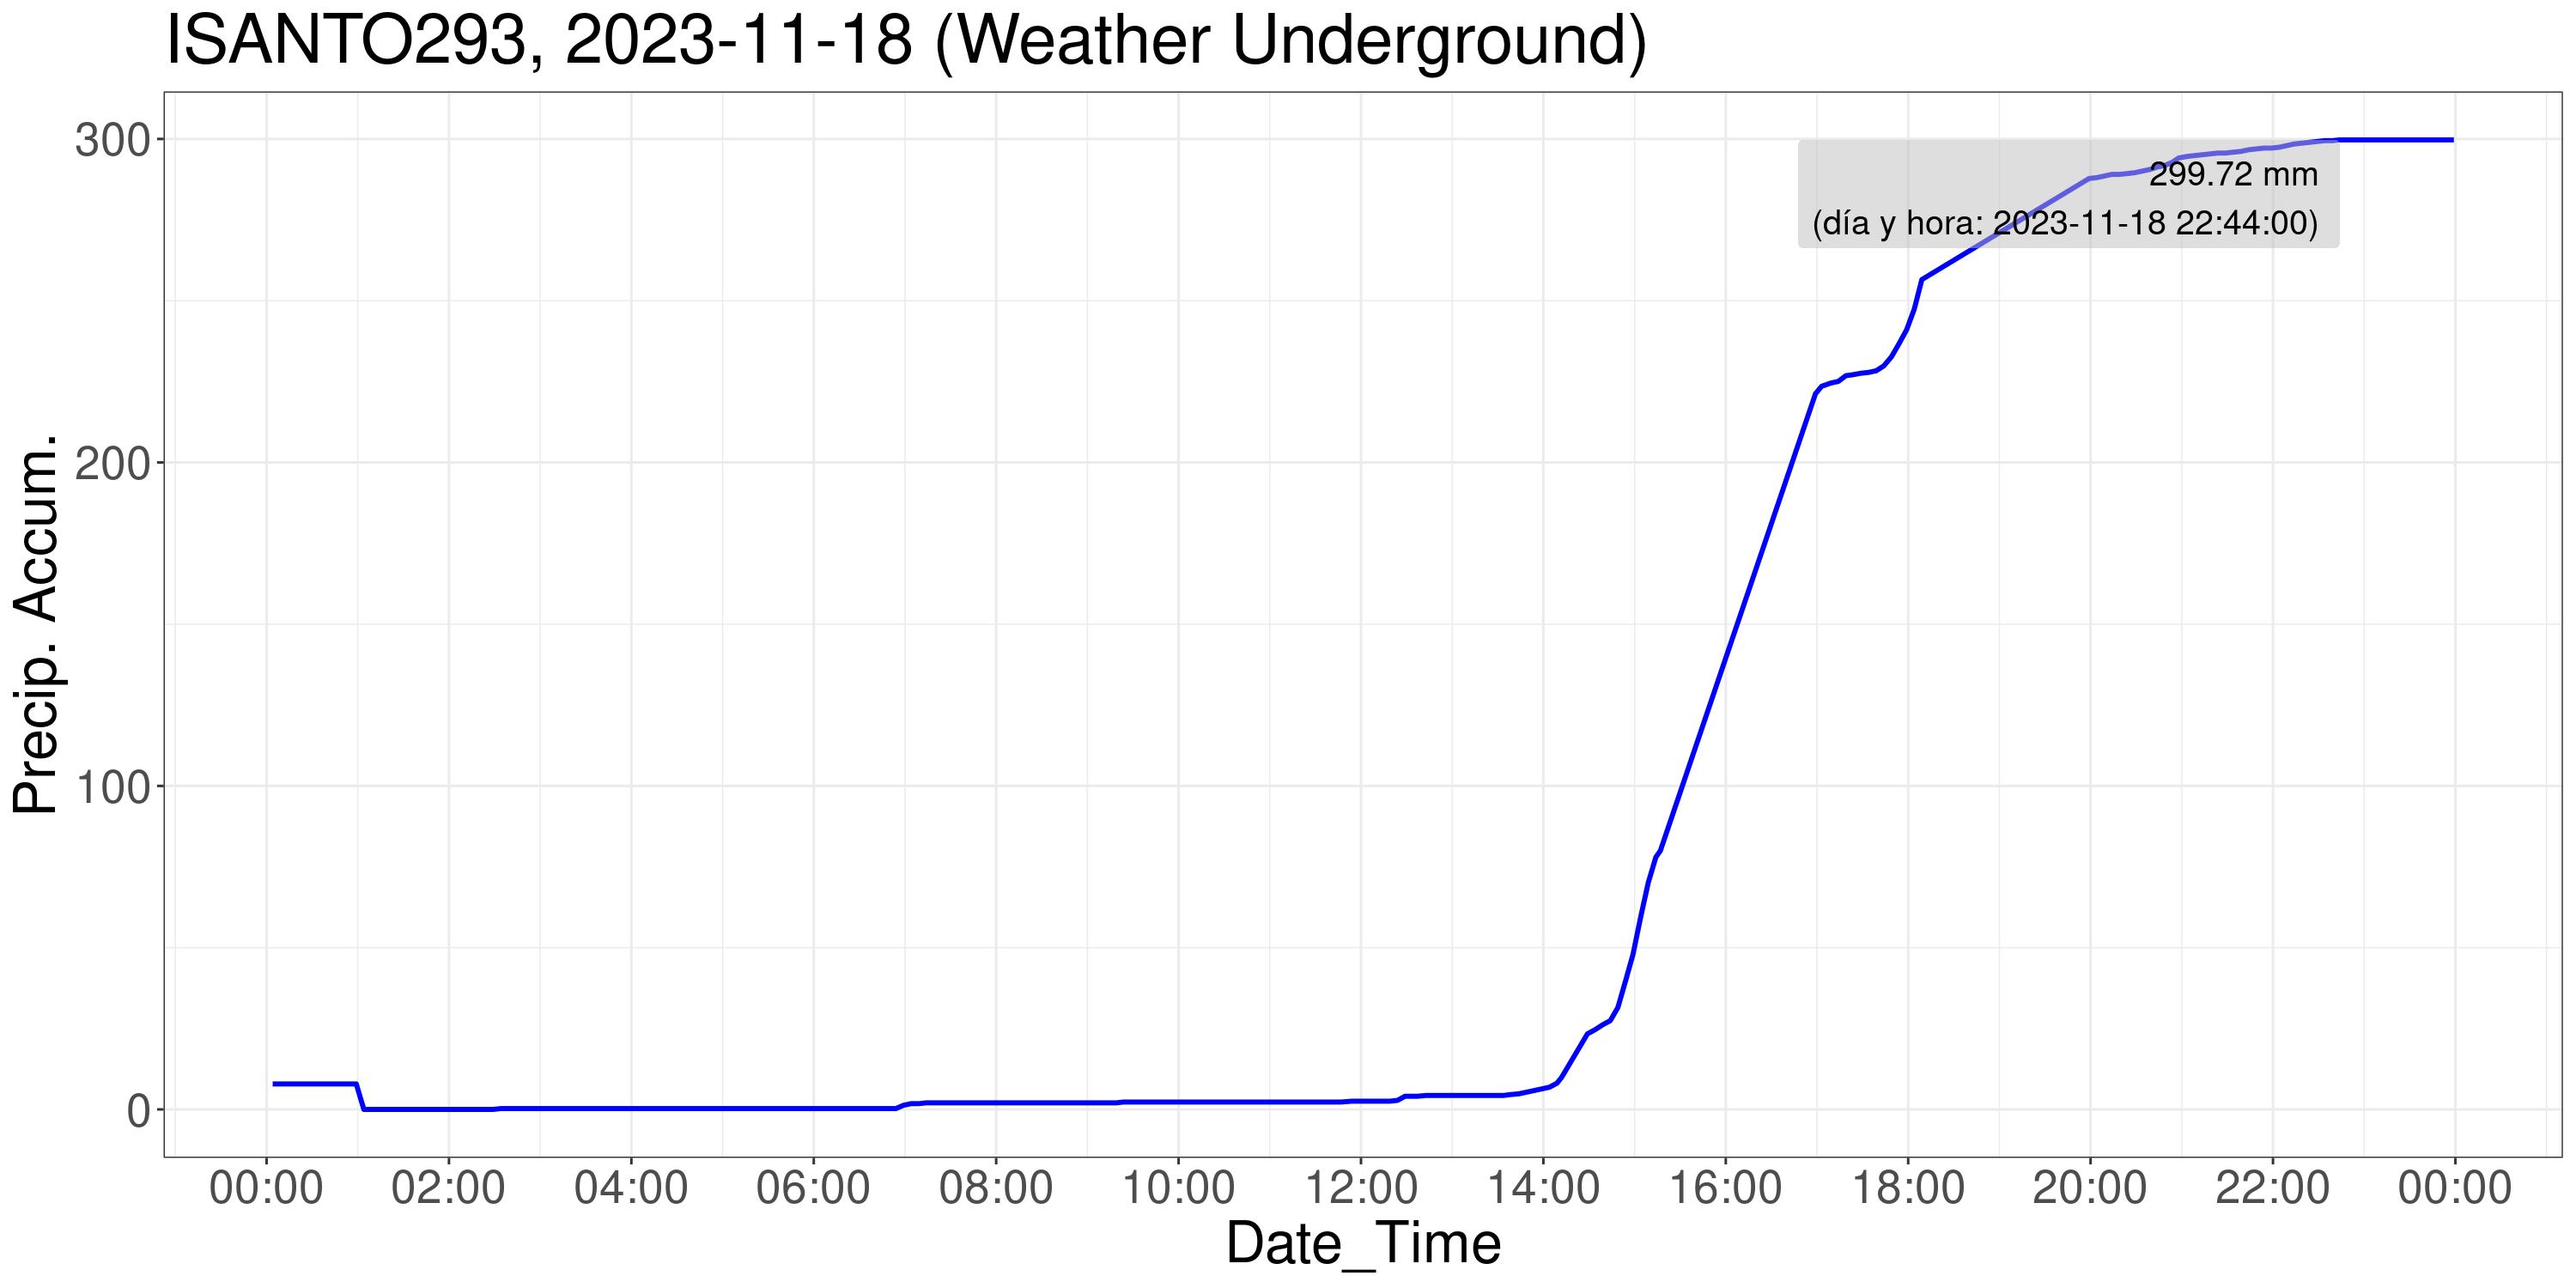 ISANTO293, 2023-11-18 (Weather Underground)
300
200
100
0
Precip. Accum.
299.72 mm
(día y hora: 2023-11-18 22:44:00)
00:00 02:00 04:00 06:00 08:00 10:00 12:00 14:00 16:00 18:00 20:00 22:00 00:00
Date_Time